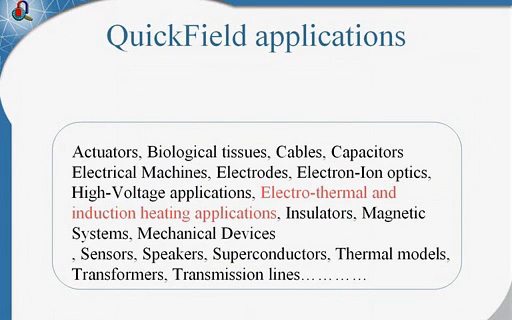 QuickField applications
Actuators, Biological tissues, Cables, Capacitors
Electrical Machines, Electrodes, Electron-Ion optics,
High-Voltage applications, Electro-thermal and
induction heating applications, Insulators, Magnetic
Systems, Mechanical Devices
, Sensors, Speakers, Superconductors, Thermal models,
Transformers, Transmission lines…………